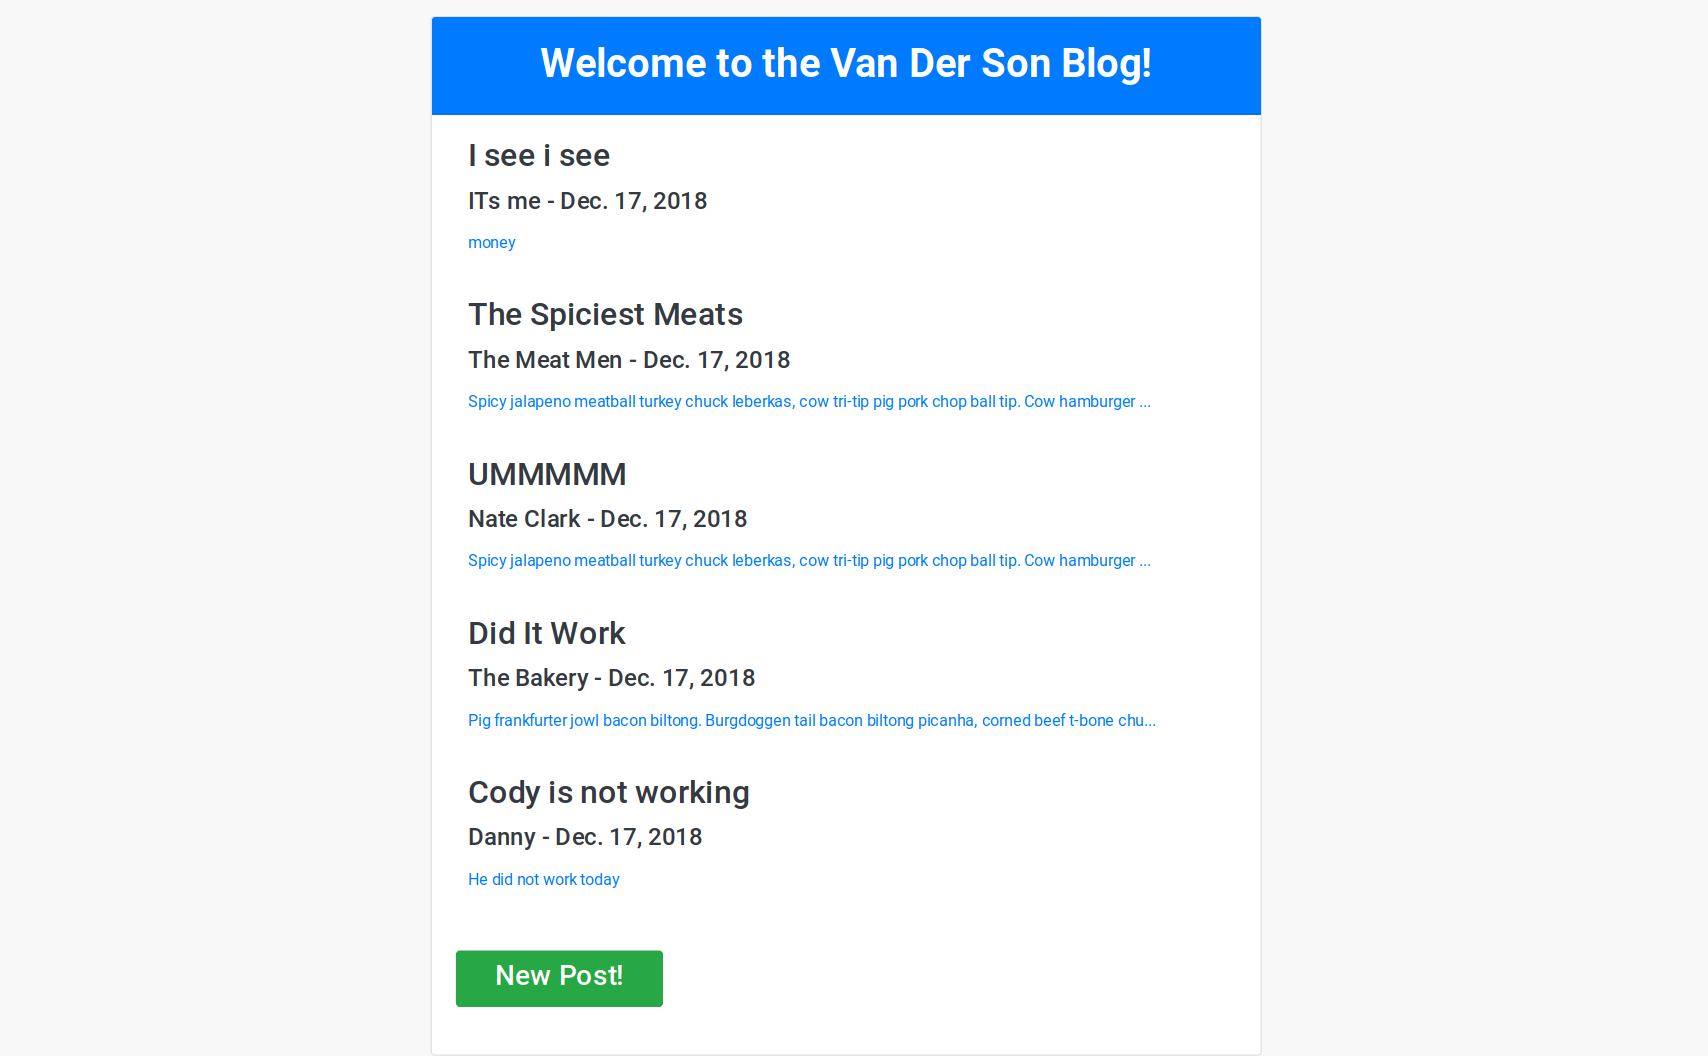 Welcome to the Van Der Son Blog!
I see i see
ITs me - Dec. 17, 2018
money
The Spiciest Meats
The Meat Men - Dec. 17, 2018
Spicy jalapeno meatball turkey chuck leberkas, cow tri-tip pig pork chop ball tip. Cow hamburger ...
UMMMMM
Nate Clark - Dec. 17, 2018
Spicy jalapeno meatball turkey chuck leberkas, cow tri-tip pig pork chop ball tip. Cow hamburger ...
Did It Work
The Bakery - Dec. 17, 2018
Pig frankfurter jowl bacon biltong. Burgdoggen tail bacon biltong picanha, corned beef t-bone chu...
Cody is not working
Danny - Dec. 17, 2018
He did not work today
New Post!